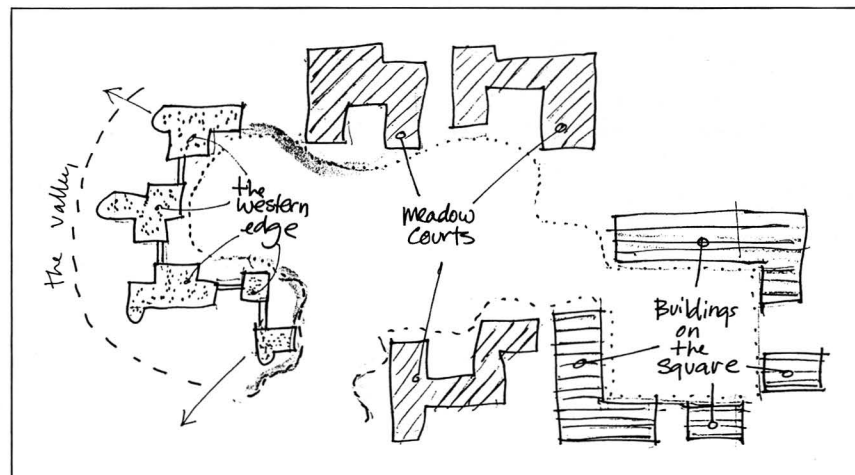 the valley
the
western
edge
meadow
courts
Buildings
on
the
square